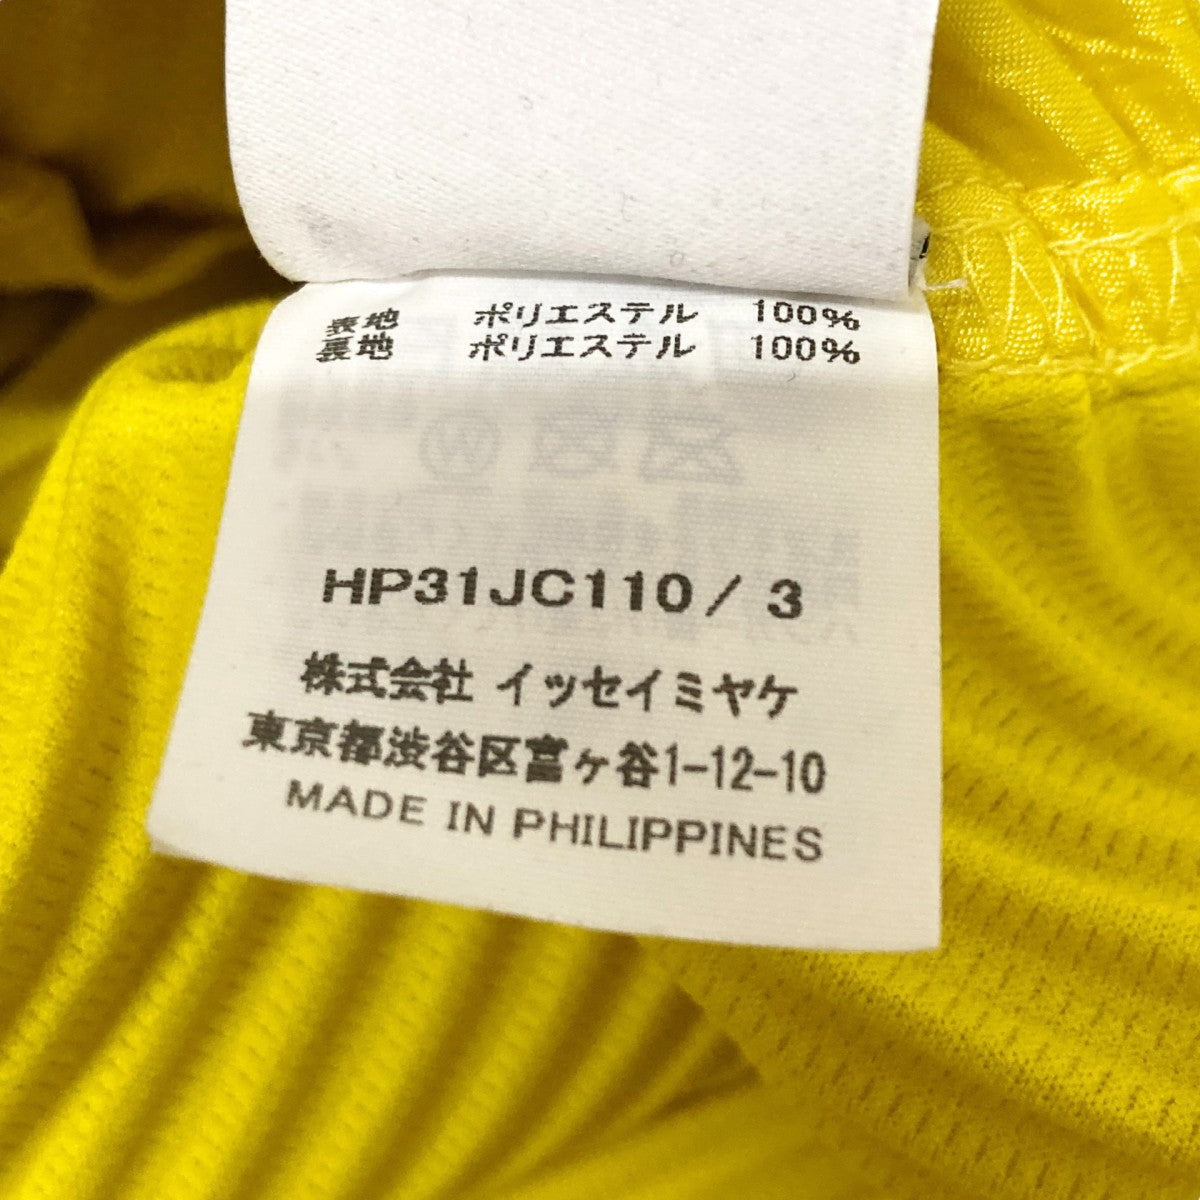 表地 ポリエステル 100%
裏地 ポリエステル 100%
HP31JC110 / 3
株式会社 イッセイミヤケ
東京都渋谷区富ヶ谷1-12-10
MADE IN PHILIPPINES